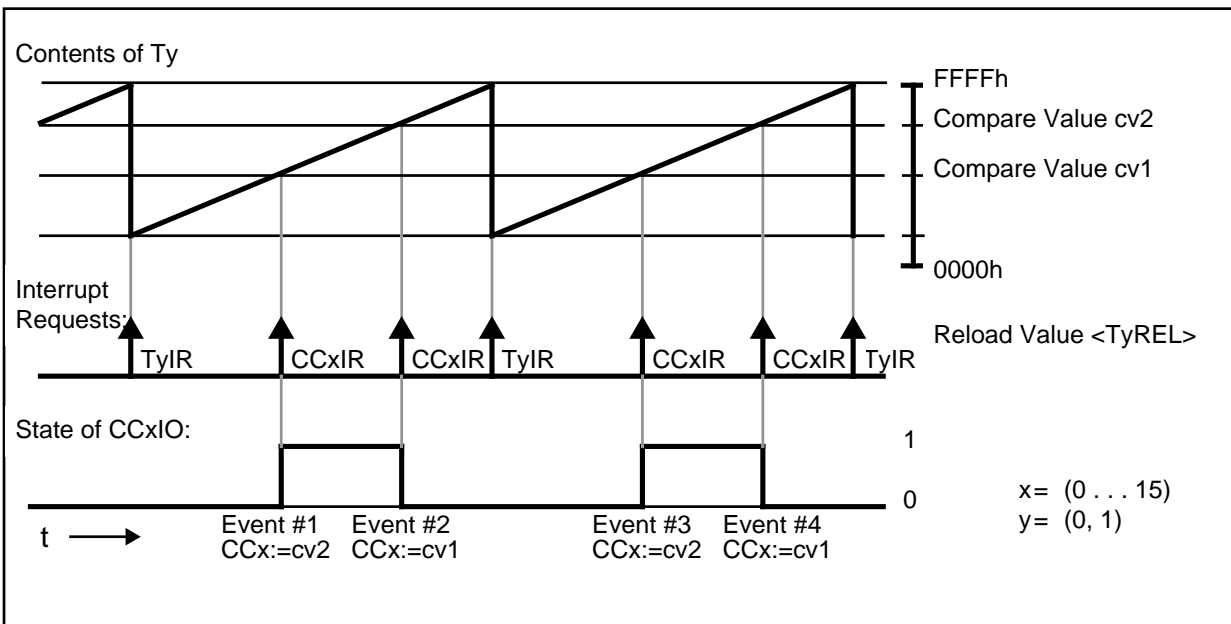 Contents of Ty
FFFFh
Compare Value cv2
Compare Value cv1
0000h
Interrupt
Requests:
Reload Value <TyREL>
TyIR CCxIR CCxIR TyIR CCxIR CCxIR TyIR
State of CCxIO:
1
0
x= (0 . . . 15)
y= (0, 1)
t
Event #1 Event #2 Event #3 Event #4
CCx:=cv2 CCx:=cv1 CCx:=cv2 CCx:=cv1